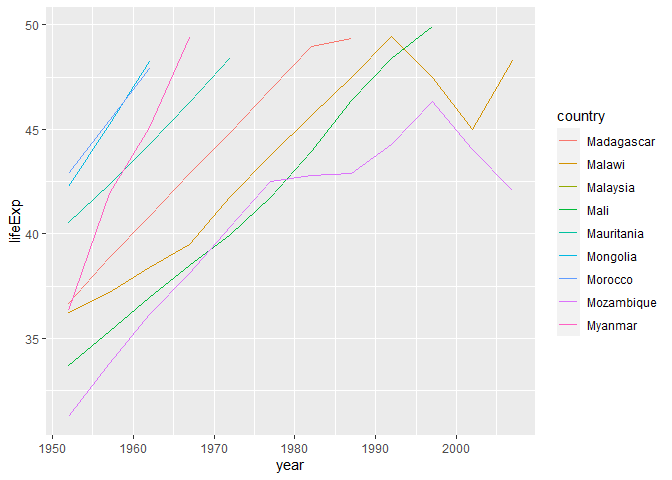 50
45
40
35
lifeExp
1950
1960
1970
1980
1990
2000
year
country
Madagascar
Malawi
Malaysia
Mali
Mauritania
Mongolia
Morocco
Mozambique
Myanmar